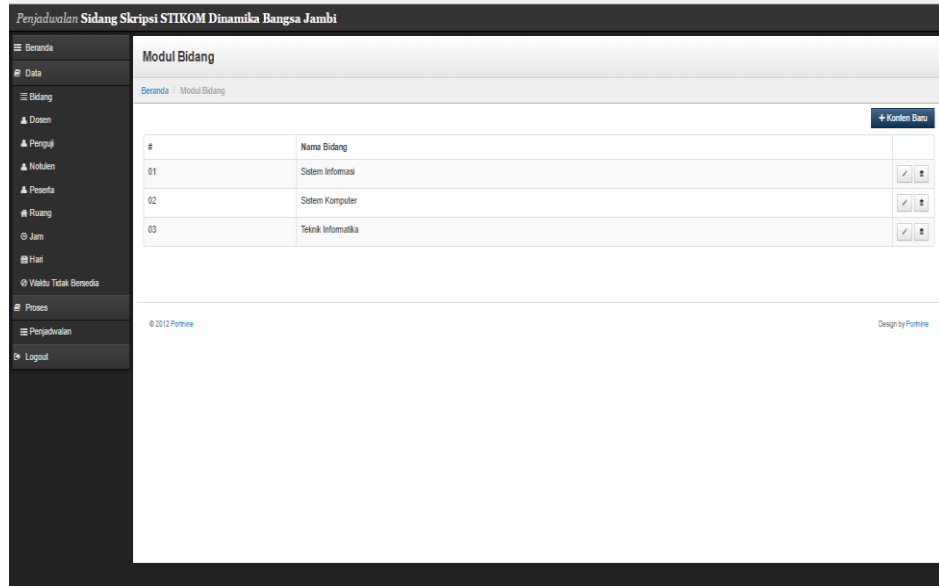 Penjadwalan Sidang Skripsi STIKOM Dinamika Bangsa Jambi
Beranda
Data
Bidang
Dosen
Penguji
Notulen
Peserta
Ruang
Jam
Hari
Waktu Tidak Bersedia
Proses
Penjadwalan
Logout
Modul Bidang
Beranda / Modul Bidang
+ Konten Baru
# Nama Bidang
01 Sistem Informasi
02 Sistem Komputer
03 Teknik Informatika
© 2012 Portnine Design by Portnine